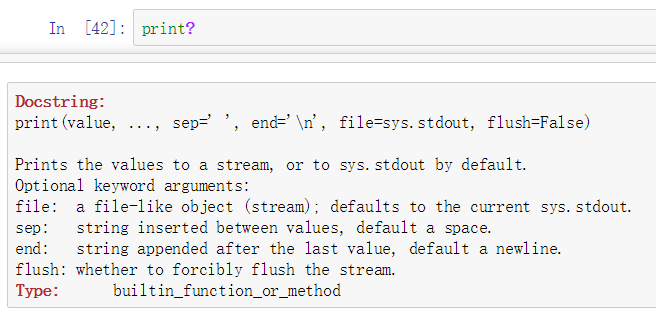 In [42]: print?
Docstring:
print(value, ..., sep=' ', end='\n', file=sys.stdout, flush=False)
Prints the values to a stream, or to sys.stdout by default.
Optional keyword arguments:
file: a file-like object (stream); defaults to the current sys.stdout.
sep: string inserted between values, default a space.
end: string appended after the last value, default a newline.
flush: whether to forcibly flush the stream.
Type: builtin_function_or_method